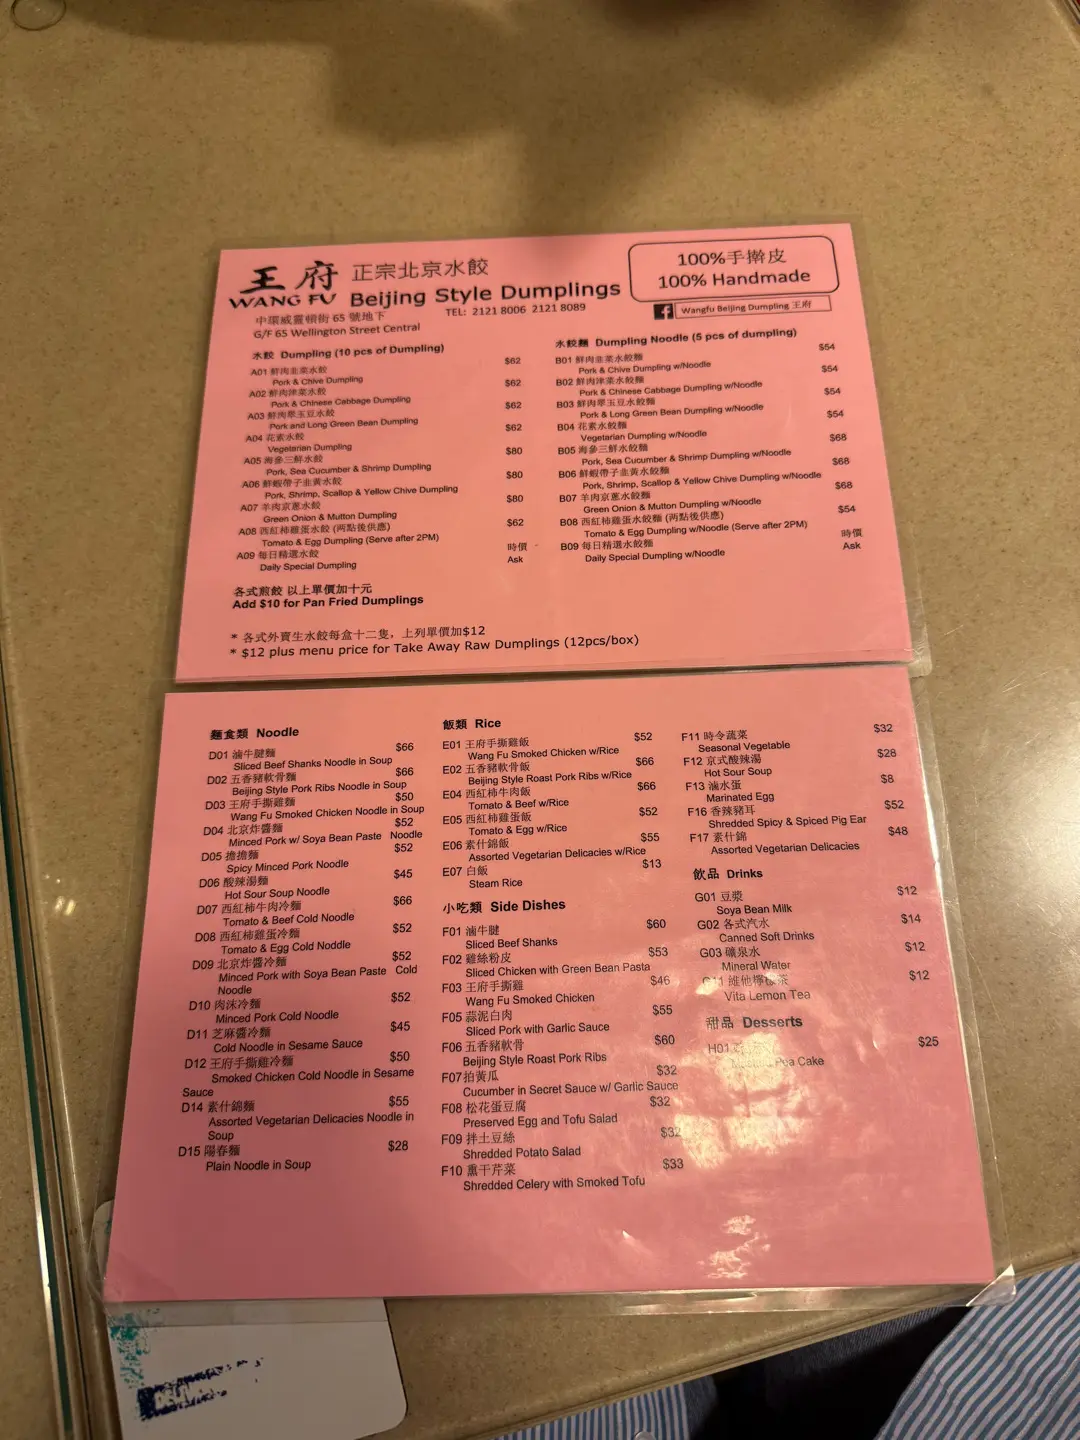 王府 正宗北京水餃
WANG FU Beijing Style Dumplings
100%手擀皮
100% Handmade
中環威靈頓街 65 號地下
TEL: 2121 8006 2121 8089
G/F 65 Wellington Street Central
Wangfu Beijing Dumpling 王府
水餃 Dumpling (10 pcs of Dumpling)
A01 鮮肉韭菜水餃 $62
Pork & Chive Dumpling
A02 鮮肉津菜水餃 $62
Pork & Chinese Cabbage Dumpling
A03 鮮肉翠玉豆水餃 $62
Pork and Long Green Bean Dumpling
A04 花素水餃 $62
Vegetarian Dumpling
A05 海參三鮮水餃 $80
Pork, Sea Cucumber & Shrimp Dumpling
A06 鮮蝦帶子韭黃水餃 $80
Pork, Shrimp, Scallop & Yellow Chive Dumpling
A07 羊肉京蔥水餃 $80
Green Onion & Mutton Dumpling
A08 西紅柿雞蛋水餃 (两點後供應) $62
Tomato & Egg Dumpling (Serve after 2PM)
A09 每日精選水餃 時價
Daily Special Dumpling Ask
各式煎餃 以上單價加十元
Add $10 for Pan Fried Dumplings
* 各式外賣生水餃每盒十二隻，上列單價加$12
* $12 plus menu price for Take Away Raw Dumplings (12pcs/box)
水餃麵 Dumpling Noodle (5 pcs of dumpling)
B01 鮮肉韭菜水餃麵 $54
Pork & Chive Dumpling w/Noodle
B02 鮮肉津菜水餃麵 $54
Pork & Chinese Cabbage Dumpling w/Noodle
B03 鮮肉翠玉豆水餃麵 $54
Pork & Long Green Bean Dumpling w/Noodle
B04 花素水餃麵 $54
Vegetarian Dumpling w/Noodle
B05 海參三鮮水餃麵 $68
Pork, Sea Cucumber & Shrimp Dumpling w/Noodle
B06 鮮蝦帶子韭黃水餃麵 $68
Pork, Shrimp, Scallop & Yellow Chive Dumpling w/Noodle
B07 羊肉京蔥水餃麵 $68
Green Onion & Mutton Dumpling w/Noodle
B08 西紅柿雞蛋水餃麵 (两點後供應) $54
Tomato & Egg Dumpling w/Noodle (Serve after 2PM)
B09 每日精選水餃麵 時價
Daily Special Dumpling w/Noodle Ask
麵食類 Noodle
D01 滷牛腱麵 $66
Sliced Beef Shanks Noodle in Soup
D02 五香豬軟骨麵 $66
Beijing Style Pork Ribs Noodle in Soup
D03 王府手撕雞麵 $50
Wang Fu Smoked Chicken Noodle in Soup
D04 北京炸醬麵 $52
Minced Pork w/ Soya Bean Paste Noodle
D05 擔擔麵 $52
Spicy Minced Pork Noodle
D06 酸辣湯麵 $45
Hot Sour Soup Noodle
D07 西紅柿牛肉冷麵 $66
Tomato & Beef Cold Noodle
D08 西紅柿雞蛋冷麵 $52
Tomato & Egg Cold Noddle
D09 北京炸醬冷麵 $52
Minced Pork with Soya Bean Paste Cold
Noodle
D10 肉沫冷麵 $52
Minced Pork Cold Noodle
D11 芝麻醬冷麵 $45
Cold Noodle in Sesame Sauce
D12 王府手撕雞冷麵 $50
Smoked Chicken Cold Noodle in Sesame
Sauce
D14 素什錦麵 $55
Assorted Vegetarian Delicacies Noodle in
Soup
D15 陽春麵 $28
Plain Noodle in Soup
飯類 Rice
E01 王府手撕雞飯 $52
Wang Fu Smoked Chicken w/Rice
E02 五香豬軟骨飯 $66
Beijing Style Roast Pork Ribs w/Rice
E04 西紅柿牛肉飯 $66
Tomato & Beef w/Rice
E05 西紅柿雞蛋飯 $52
Tomato & Egg w/Rice
E06 素什錦飯 $55
Assorted Vegetarian Delicacies w/Rice
E07 白飯 $13
Steam Rice
小吃類 Side Dishes
F01 滷牛腱 $60
Sliced Beef Shanks
F02 雞絲粉皮 $53
Sliced Chicken with Green Bean Pasta
F03 王府手撕雞 $46
Wang Fu Smoked Chicken
F05 蒜泥白肉 $55
Sliced Pork with Garlic Sauce
F06 五香豬軟骨 $60
Beijing Style Roast Pork Ribs
F07 拍黃瓜 $32
Cucumber in Secret Sauce w/ Garlic Sauce
F08 松花蛋豆腐 $32
Preserved Egg and Tofu Salad
F09 拌土豆絲 $32
Shredded Potato Salad
F10 熏干芹菜 $33
Shredded Celery with Smoked Tofu
F11 時令蔬菜 $32
Seasonal Vegetable
F12 京式酸辣湯 $28
Hot Sour Soup
F13 滷水蛋 $8
Marinated Egg
F16 香辣豬耳 $52
Shredded Spicy & Spiced Pig Ear
F17 素什錦 $48
Assorted Vegetarian Delicacies
飲品 Drinks
G01 豆漿 $12
Soya Bean Milk
G02 各式汽水 $14
Canned Soft Drinks
G03 礦泉水 $12
Mineral Water
G11 維他檸檬茶 $12
Vita Lemon Tea
甜品 Desserts
H01 $25
Pea Cake